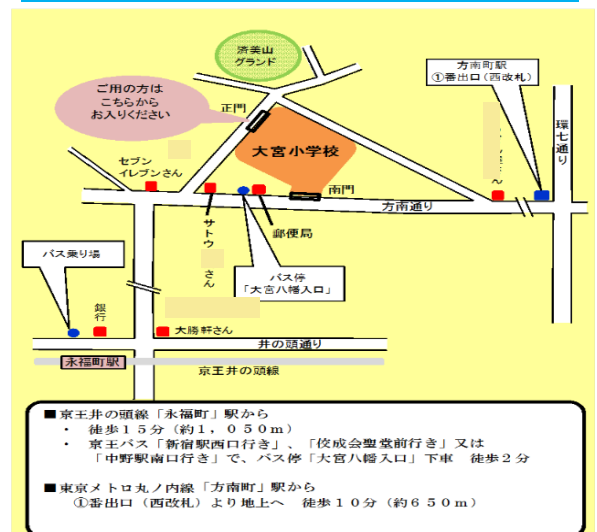 済美山
グランド
方南町駅
①番出口(西改札)
ご用の方は
こちらから
お入りください
正門
環七通り
大宮小学校
セブン
イレブンさん
南門
方南通り
サトウ
さん
郵便局
バス停
「大宮八幡入口」
バス乗り場
銀行
大勝軒さん
井の頭通り
永福町駅
京王井の頭線
■京王井の頭線「永福町」駅から
・ 徒歩15分(約1,050m)
・ 京王バス「新宿駅西口行き」、「佼成会聖堂前行き」又は
「中野駅南口行き」で、バス停「大宮八幡入口」下車 徒歩2分
■東京メトロ丸ノ内線「方南町」駅から
①番出口(西改札)より地上へ 徒歩10分(約650m)